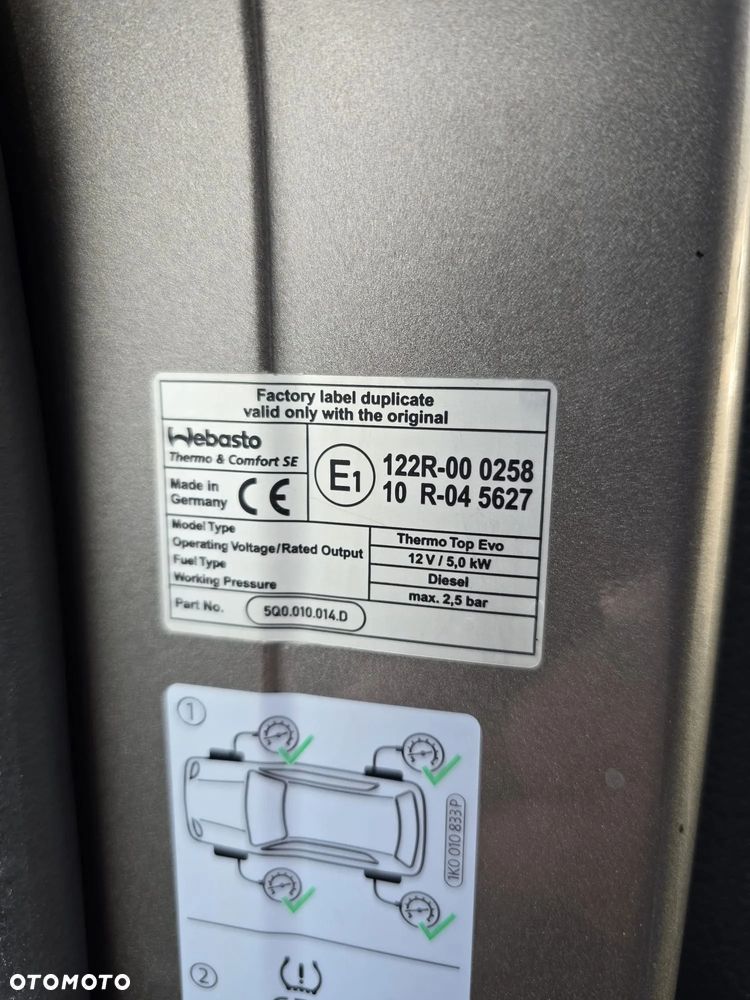 Factory label duplicate
valid only with the original
Webasto
Thermo & Comfort SE
Made in
Germany
CE
E1
122R-00 0258
10 R-04 5627
Model Type
Thermo Top Evo
Operating Voltage/Rated Output
12 V / 5,0 kW
Fuel Type
Diesel
Working Pressure
max. 2,5 bar
Part No.
5Q0.010.014.D
1
1K0 010 833 P
2
OTOMOTO